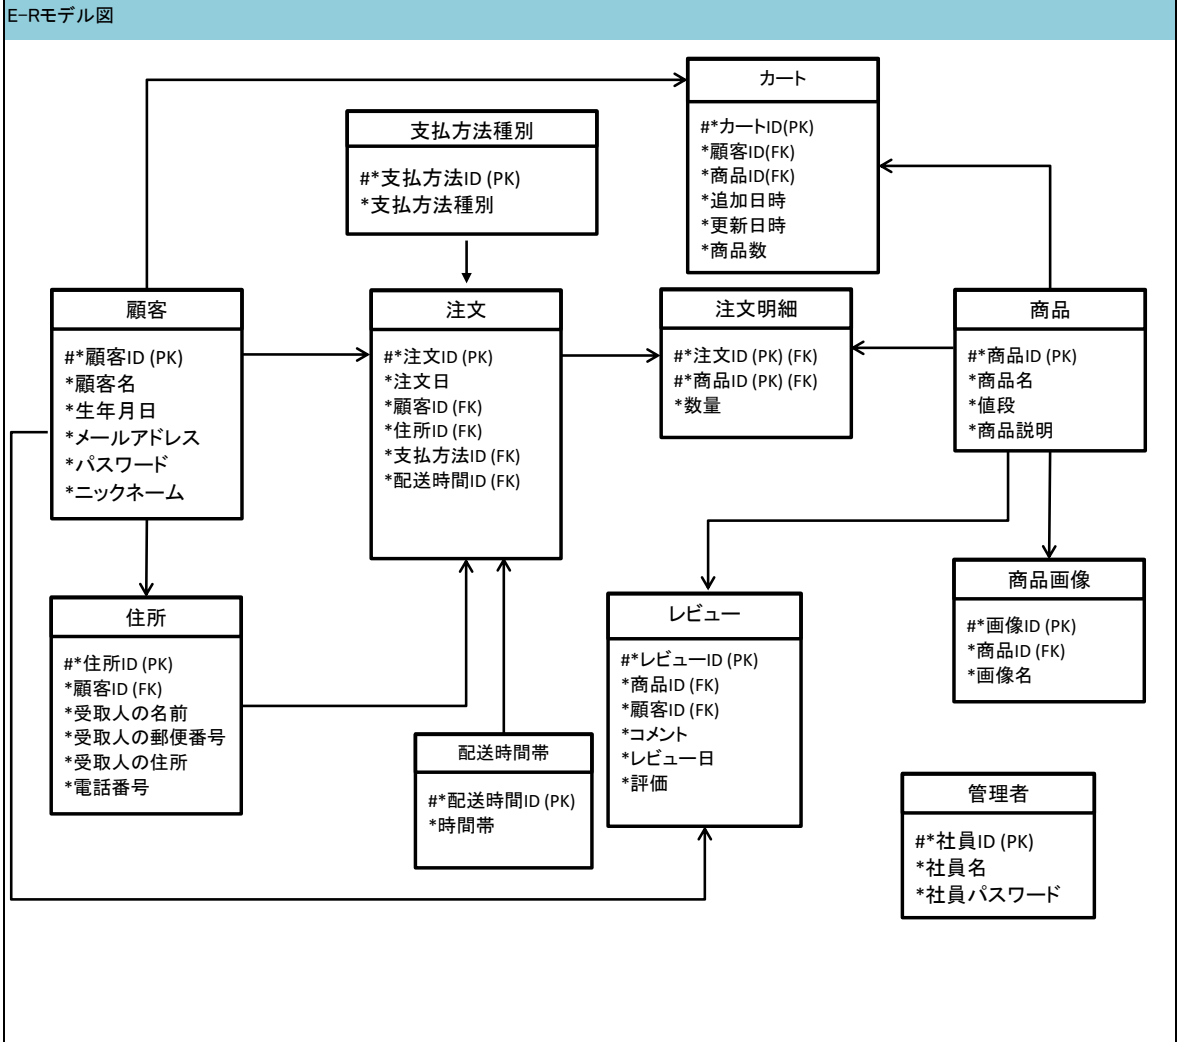 E-Rモデル図
カート
#*カートID(PK)
*顧客ID(FK)
*商品ID(FK)
*追加日時
*更新日時
*商品数
支払方法種別
#*支払方法ID (PK)
*支払方法種別
顧客
#*顧客ID (PK)
*顧客名
*生年月日
*メールアドレス
*パスワード
*ニックネーム
注文
#*注文ID (PK)
*注文日
*顧客ID (FK)
*住所ID (FK)
*支払方法ID (FK)
*配送時間ID (FK)
注文明細
#*注文ID (PK) (FK)
#*商品ID (PK) (FK)
*数量
商品
#*商品ID (PK)
*商品名
*値段
*商品説明
住所
#*住所ID (PK)
*顧客ID (FK)
*受取人の名前
*受取人の郵便番号
*受取人の住所
*電話番号
配送時間帯
#*配送時間ID (PK)
*時間帯
レビュー
#*レビューID (PK)
*商品ID (FK)
*顧客ID (FK)
*コメント
*レビュー日
*評価
商品画像
#*画像ID (PK)
*商品ID (FK)
*画像名
管理者
#*社員ID (PK)
*社員名
*社員パスワード